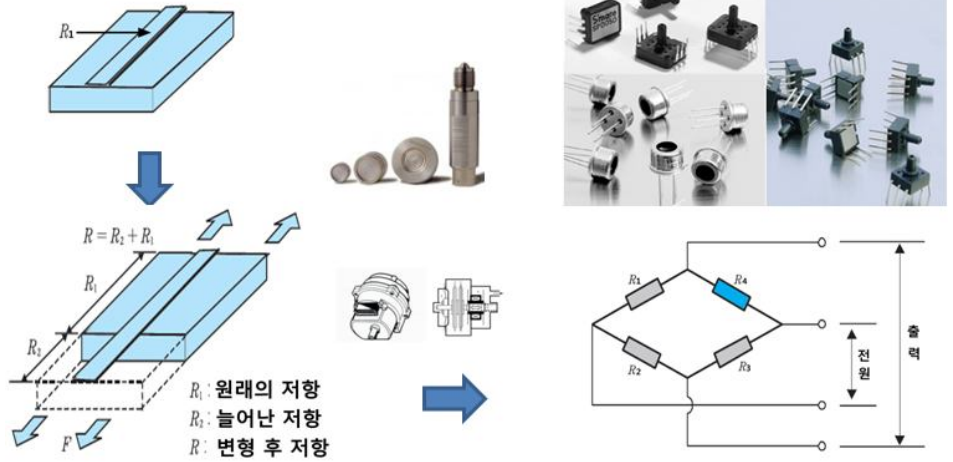 R₁
R = R₂ + R₁
R₁
R₂
F
R₁ : 원래의 저항
R₂ : 늘어난 저항
R : 변형 후 저항
R₁
R₄
R₂
R₃
전원
출력